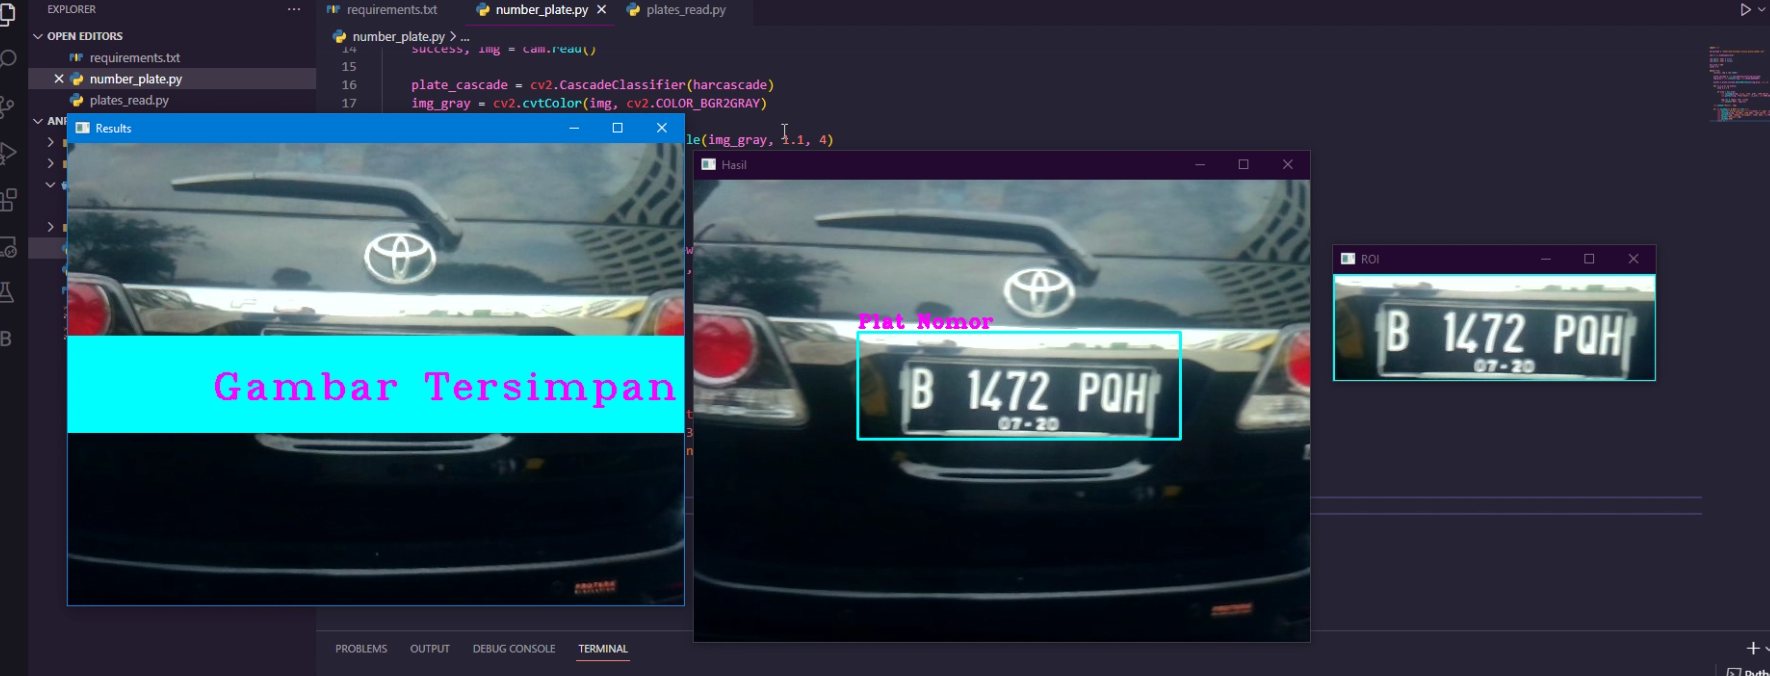 EXPLORER
...
OPEN EDITORS
requirements.txt
number_plate.py
plates_read.py
requirements.txt
number_plate.py
plates_read.py
number_plate.py > ...
14 success, img = cam.read()
15
16 plate_cascade = cv2.CascadeClassifier(harcascade)
17 img_gray = cv2.cvtColor(img, cv2.COLOR_BGR2GRAY)
le(img_gray, 1.1, 4)
Results
Gambar Tersimpan
Hasil
Plat Nomor
B 1472 PQH
07-20
ROI
B 1472 PQH
07-20
PROBLEMS
OUTPUT
DEBUG CONSOLE
TERMINAL